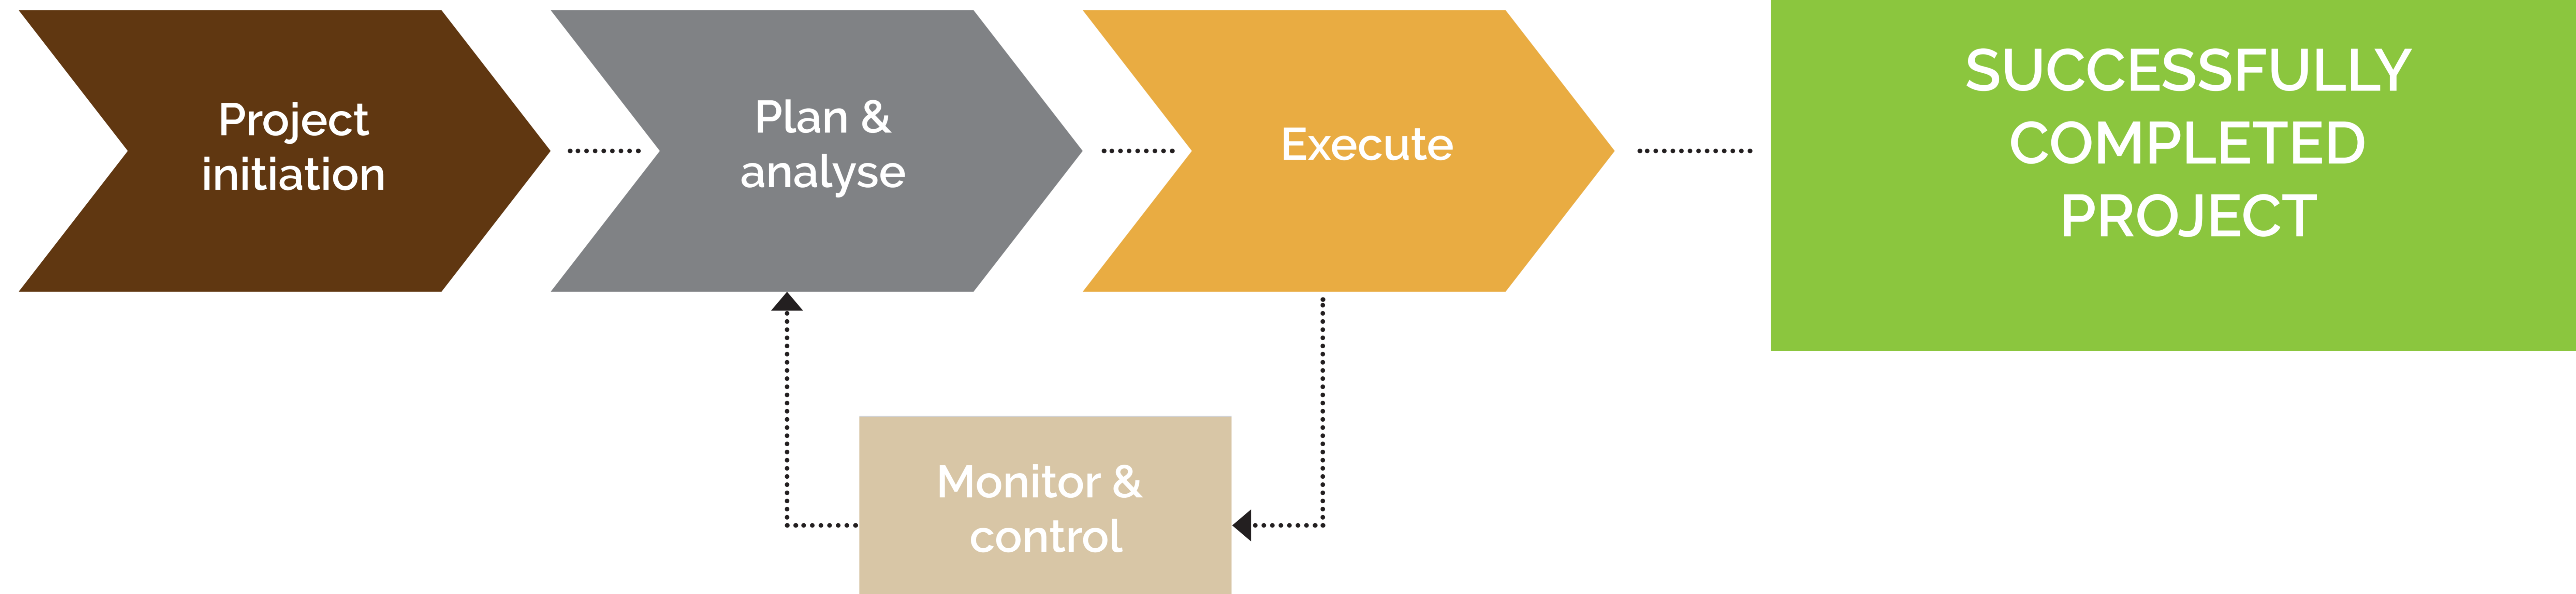 Project
initiation
Plan &
analyse
Execute
SUCCESSFULLY
COMPLETED
PROJECT
Monitor &
control